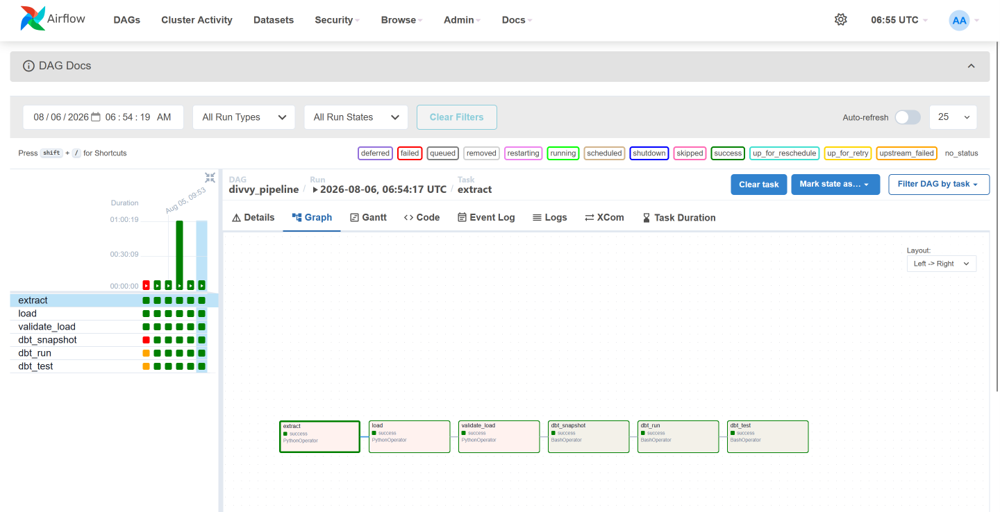 Airflow DAGs Cluster Activity Datasets Security Browse Admin Docs 06:55 UTC AA
DAG Docs
08/06/2026 06:54:19 AM All Run Types All Run States Clear Filters Auto-refresh 25
Press shift + / for Shortcuts deferred failed queued removed restarting running scheduled shutdown skipped success up_for_reschedule up_for_retry upstream_failed no_status
DAG Run Task
divvy_pipeline / 2026-08-06, 06:54:17 UTC / extract
Clear task Mark state as... Filter DAG by task
Details Graph Gantt Code Event Log Logs XCom Task Duration
Duration
Aug 05, 09:53
01:00:19
00:30:09
00:00:00
extract
load
validate_load
dbt_snapshot
dbt_run
dbt_test
Layout:
Left -> Right
extract
success
PythonOperator
load
success
PythonOperator
validate_load
success
PythonOperator
dbt_snapshot
success
BashOperator
dbt_run
success
BashOperator
dbt_test
success
BashOperator